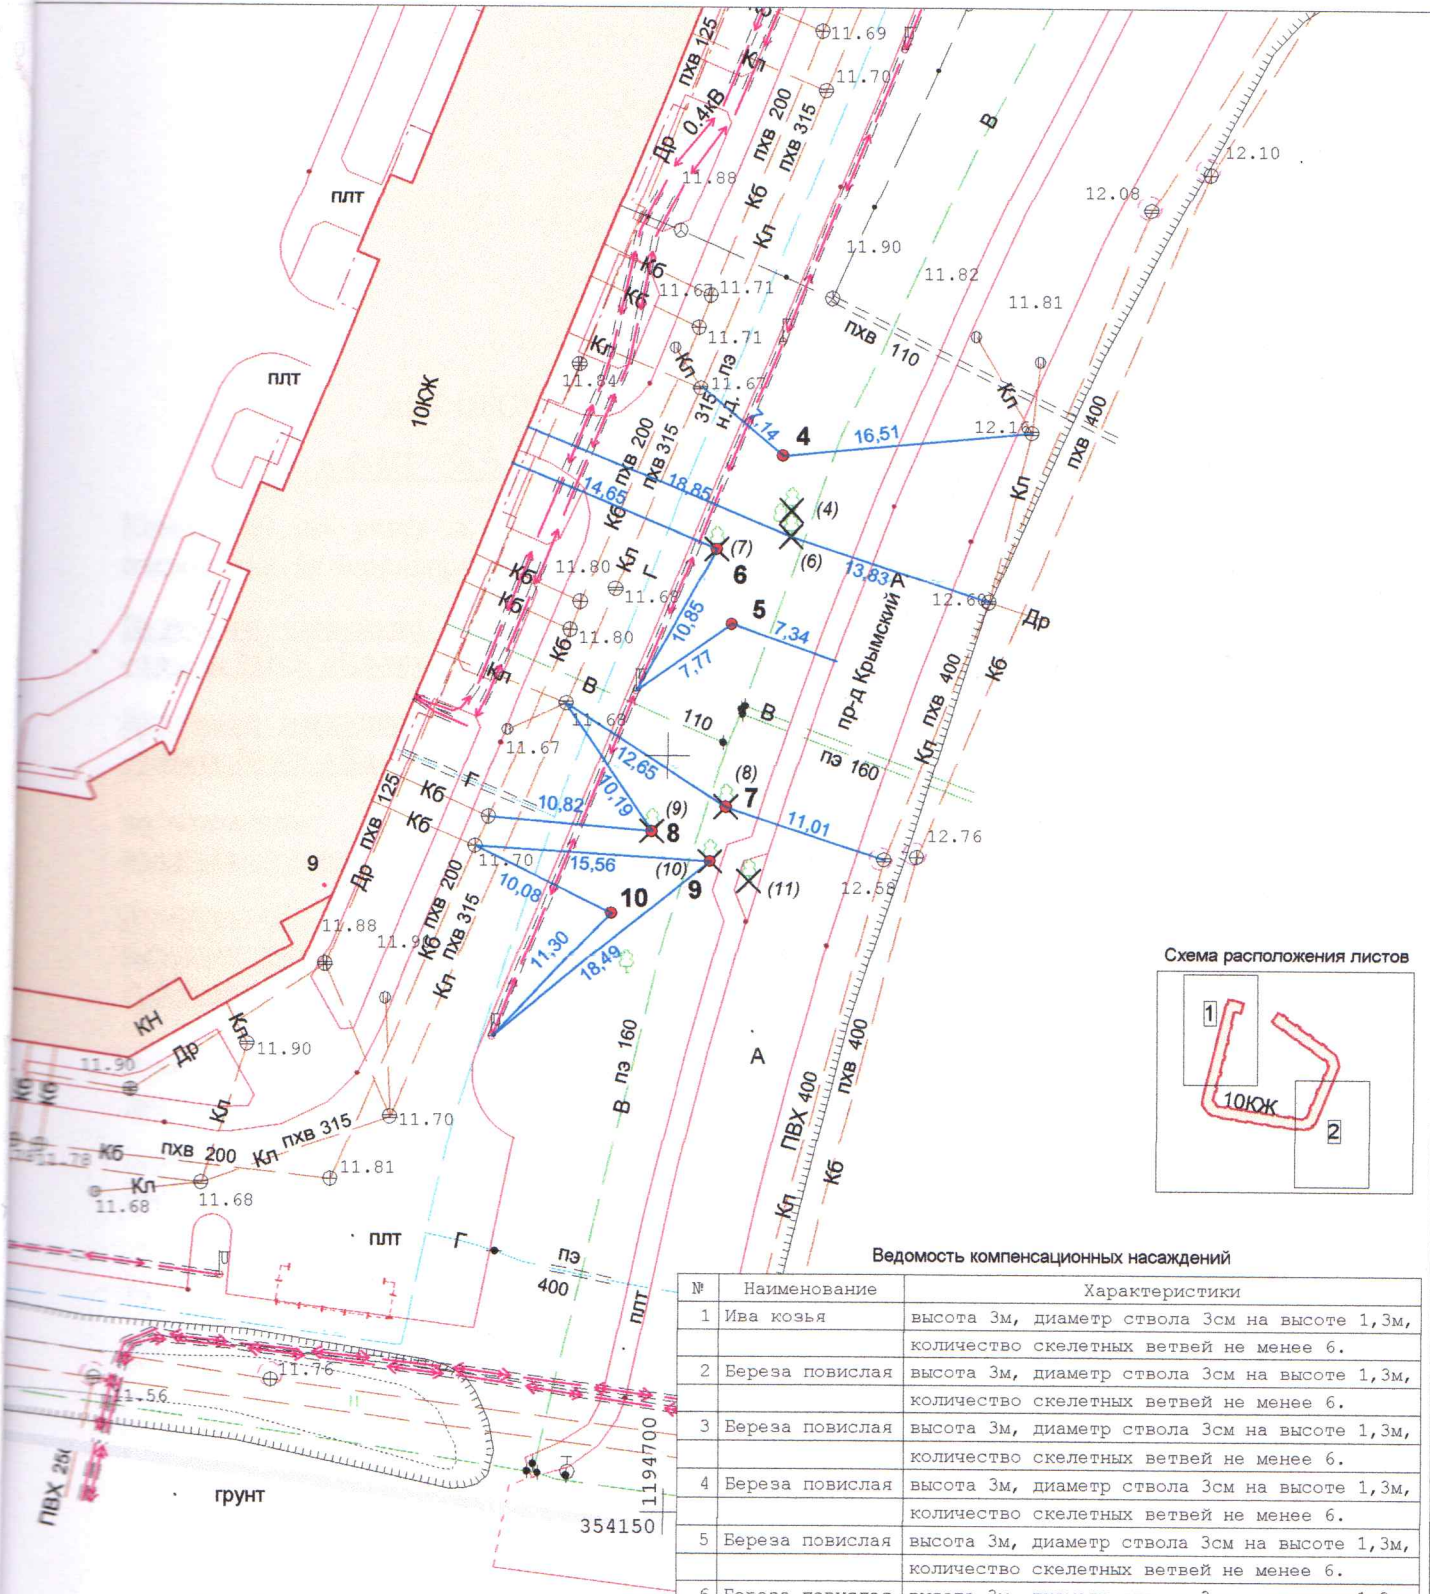 пхв 125
Кл
11.69
11.70
0.4кВ
Др
пхв 200
пхв 315
В
12.10
12.08
плт
11.88
Кб
Кл
11.90
11.82
11.81
Кб
11.71
Кб
11.71
Кл
Кл
пэ
пхв 110
плт
11.84
11.67
10КЖ
315
н.д.
7,14
4
16,51
12.16
Кл
пхв 400
пхв 200
пхв 315
14,65
18,85
Кб
Кл
(4)
(7)
(6)
6
13,83
А
Г
Кб
11.80
11.68
Кб
10,85
5
7,34
12.60
Др
Кб
11.80
Кб
7,77
пр-д Крымский
Кл
В
11.68
110
В
Кл пхв 400
11.67
пэ 160
Г
12,65
10,19
(8)
7
Кб
10,82
(9)
8
11,01
12.76
Кб
11.70
15,56
(10)
9
(11)
12.58
9
Др пхв 125
10,08
10
11.88
Кб пхв 200
Кл пхв 315
11,30
18,49
Схема расположения листов
1
10КЖ
2
КН
Кл
11.90
Др
11.90
Кб
Кб
В пэ 160
А
пхв 400
ПВХ 400
Кл
Кб
Кл
пхв 315
11.70
Кб
пхв 200
Кл
11.81
11.78
Кл
11.68
11.68
плт
Г
пэ
400
плт
11.76
11.56
грунт
1194700
354150
Ведомость компенсационных насаждений
№ Наименование Характеристики
1 Ива козья высота 3м, диаметр ствола 3см на высоте 1,3м,
количество скелетных ветвей не менее 6.
2 Береза повислая высота 3м, диаметр ствола 3см на высоте 1,3м,
количество скелетных ветвей не менее 6.
3 Береза повислая высота 3м, диаметр ствола 3см на высоте 1,3м,
количество скелетных ветвей не менее 6.
4 Береза повислая высота 3м, диаметр ствола 3см на высоте 1,3м,
количество скелетных ветвей не менее 6.
5 Береза повислая высота 3м, диаметр ствола 3см на высоте 1,3м,
количество скелетных ветвей не менее 6.